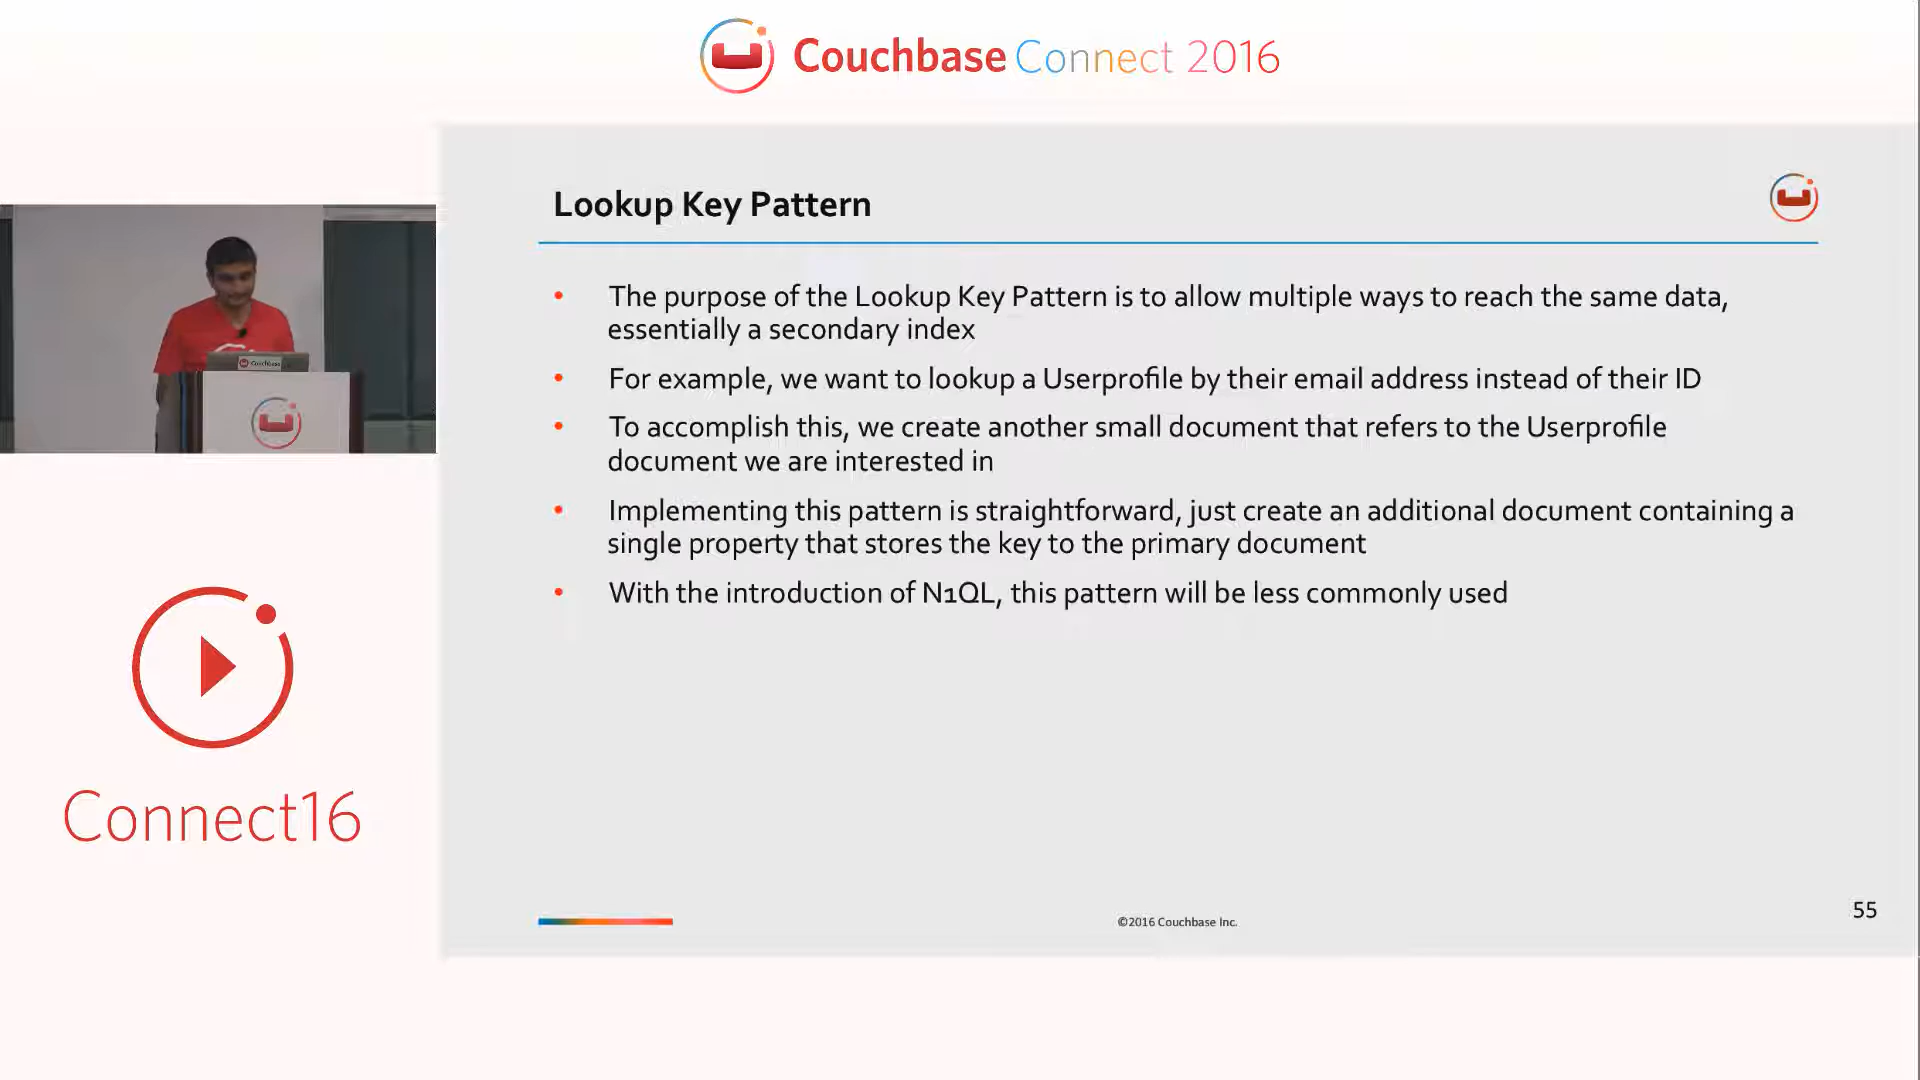 Couchbase Connect 2016
Lookup Key Pattern
• The purpose of the Lookup Key Pattern is to allow multiple ways to reach the same data,
essentially a secondary index
• For example, we want to lookup a Userprofile by their email address instead of their ID
• To accomplish this, we create another small document that refers to the Userprofile
document we are interested in
• Implementing this pattern is straightforward, just create an additional document containing a
single property that stores the key to the primary document
• With the introduction of N1QL, this pattern will be less commonly used
Couchbase
Connect16
©2016 Couchbase Inc.
55